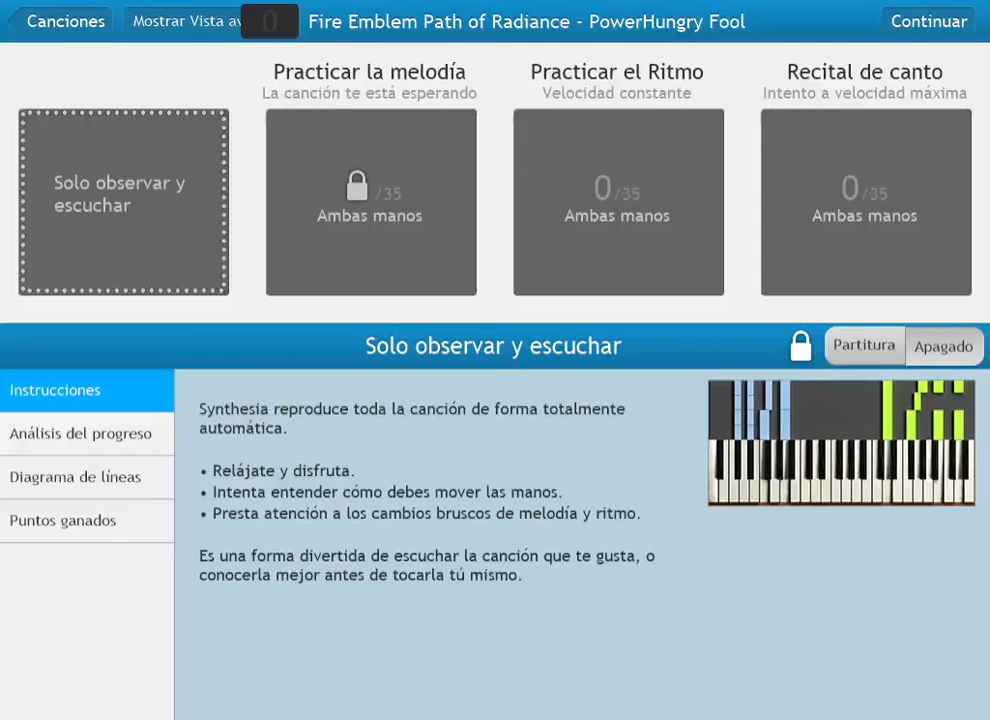 Canciones
Mostrar Vista
0
Fire Emblem Path of Radiance - PowerHungry Fool
Continuar
Practicar la melodía
La canción te está esperando
Practicar el Ritmo
Velocidad constante
Recital de canto
Intento a velocidad máxima
Solo observar y
escuchar
/35
Ambas manos
0/35
Ambas manos
0/35
Ambas manos
Solo observar y escuchar
Partitura
Apagado
Instrucciones
Análisis del progreso
Diagrama de líneas
Puntos ganados
Synthesia reproduce toda la canción de forma totalmente
automática.
• Relájate y disfruta.
• Intenta entender cómo debes mover las manos.
• Presta atención a los cambios bruscos de melodía y ritmo.
Es una forma divertida de escuchar la canción que te gusta, o
conocerla mejor antes de tocarla tú mismo.